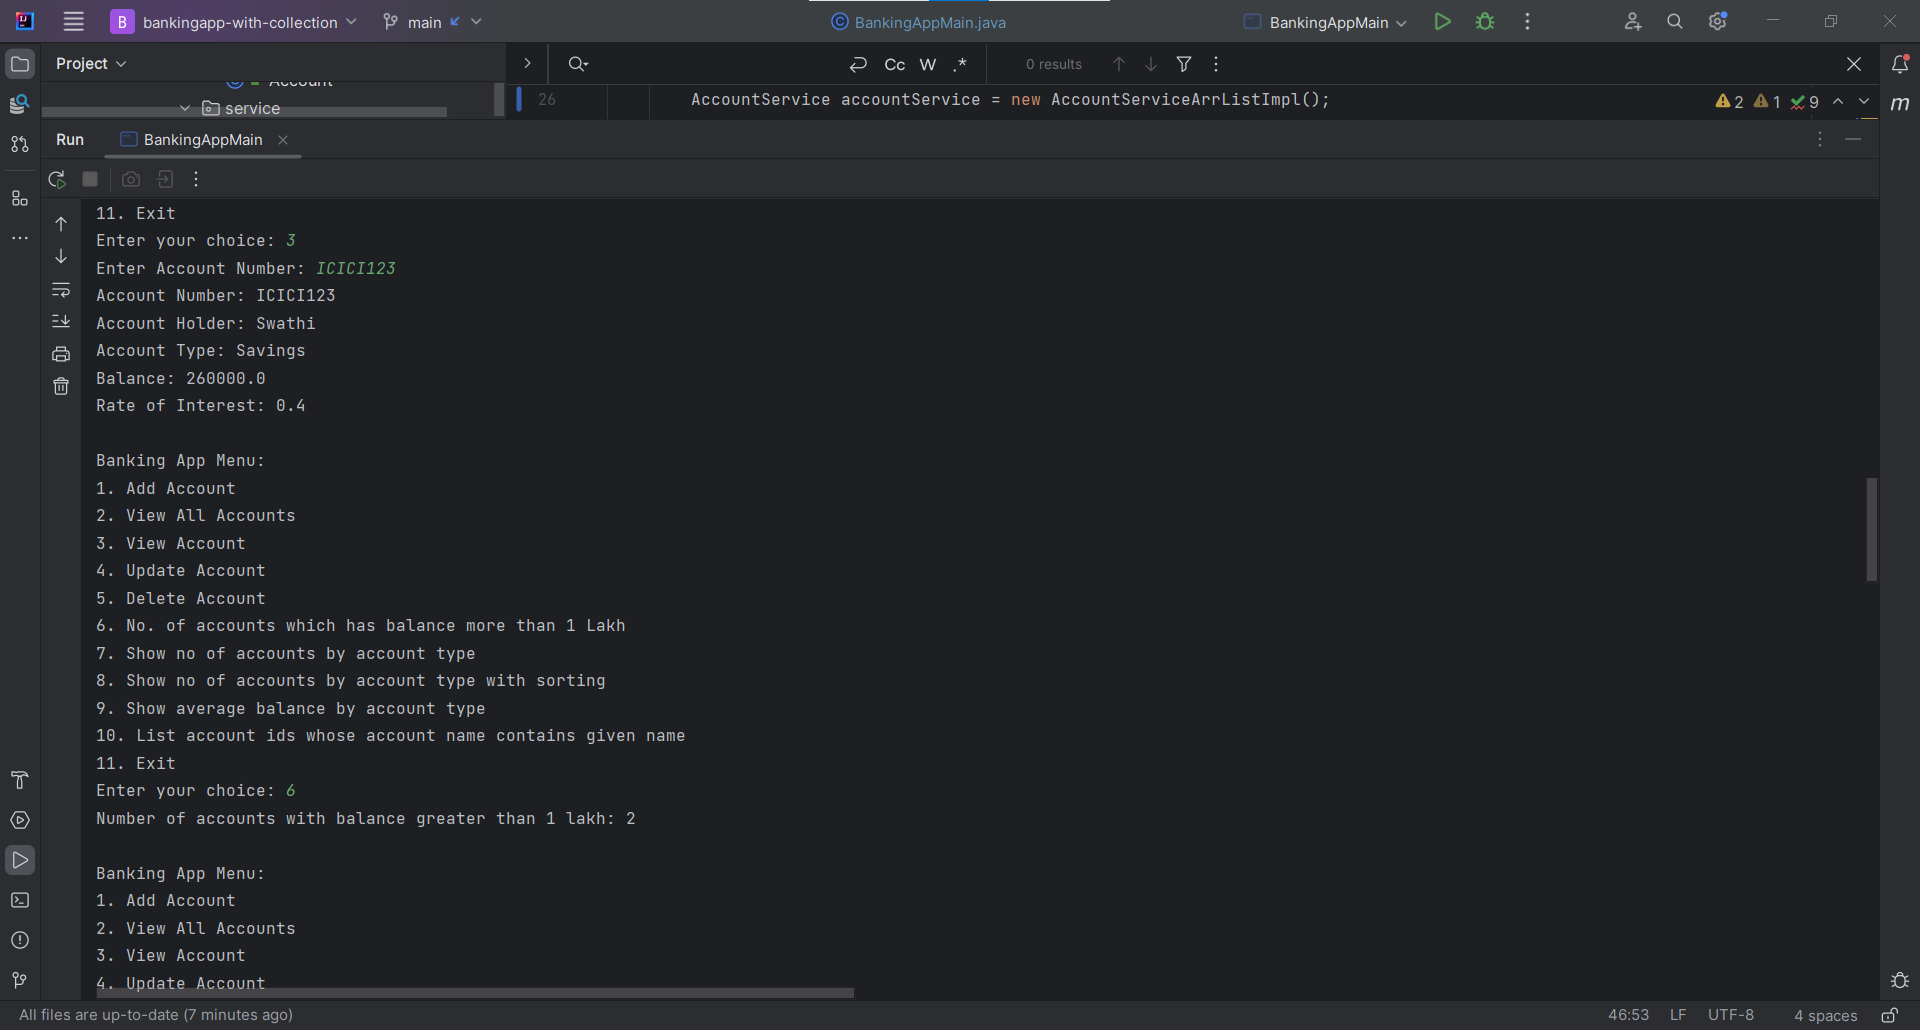 B bankingapp-with-collection main BankingAppMain.java BankingAppMain
Project Cc W .* 0 results
Account
service 26 AccountService accountService = new AccountServiceArrListImpl(); 2 1 9 m
Run BankingAppMain
11. Exit
Enter your choice: 3
Enter Account Number: ICICI123
Account Number: ICICI123
Account Holder: Swathi
Account Type: Savings
Balance: 260000.0
Rate of Interest: 0.4
Banking App Menu:
1. Add Account
2. View All Accounts
3. View Account
4. Update Account
5. Delete Account
6. No. of accounts which has balance more than 1 Lakh
7. Show no of accounts by account type
8. Show no of accounts by account type with sorting
9. Show average balance by account type
10. List account ids whose account name contains given name
11. Exit
Enter your choice: 6
Number of accounts with balance greater than 1 lakh: 2
Banking App Menu:
1. Add Account
2. View All Accounts
3. View Account
4. Update Account
All files are up-to-date (7 minutes ago) 46:53 LF UTF-8 4 spaces